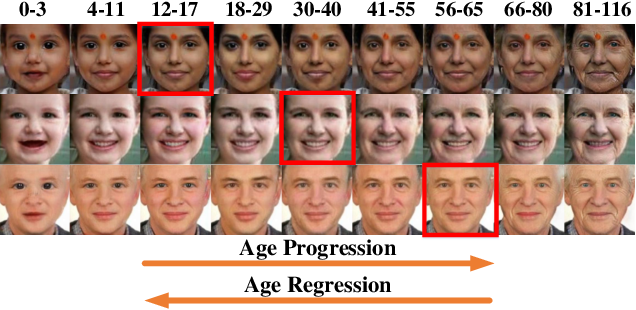 0-3 4-11 12-17 18-29 30-40 41-55 56-65 66-80 81-116
Age Progression
Age Regression